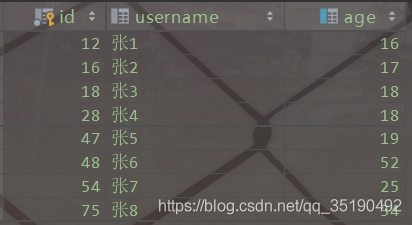 id username age
12 张1 16
16 张2 17
18 张3 18
28 张4 18
47 张5 19
48 张6 52
54 张7 25
75 张8 54
https://blog.csdn.net/qq_35190492